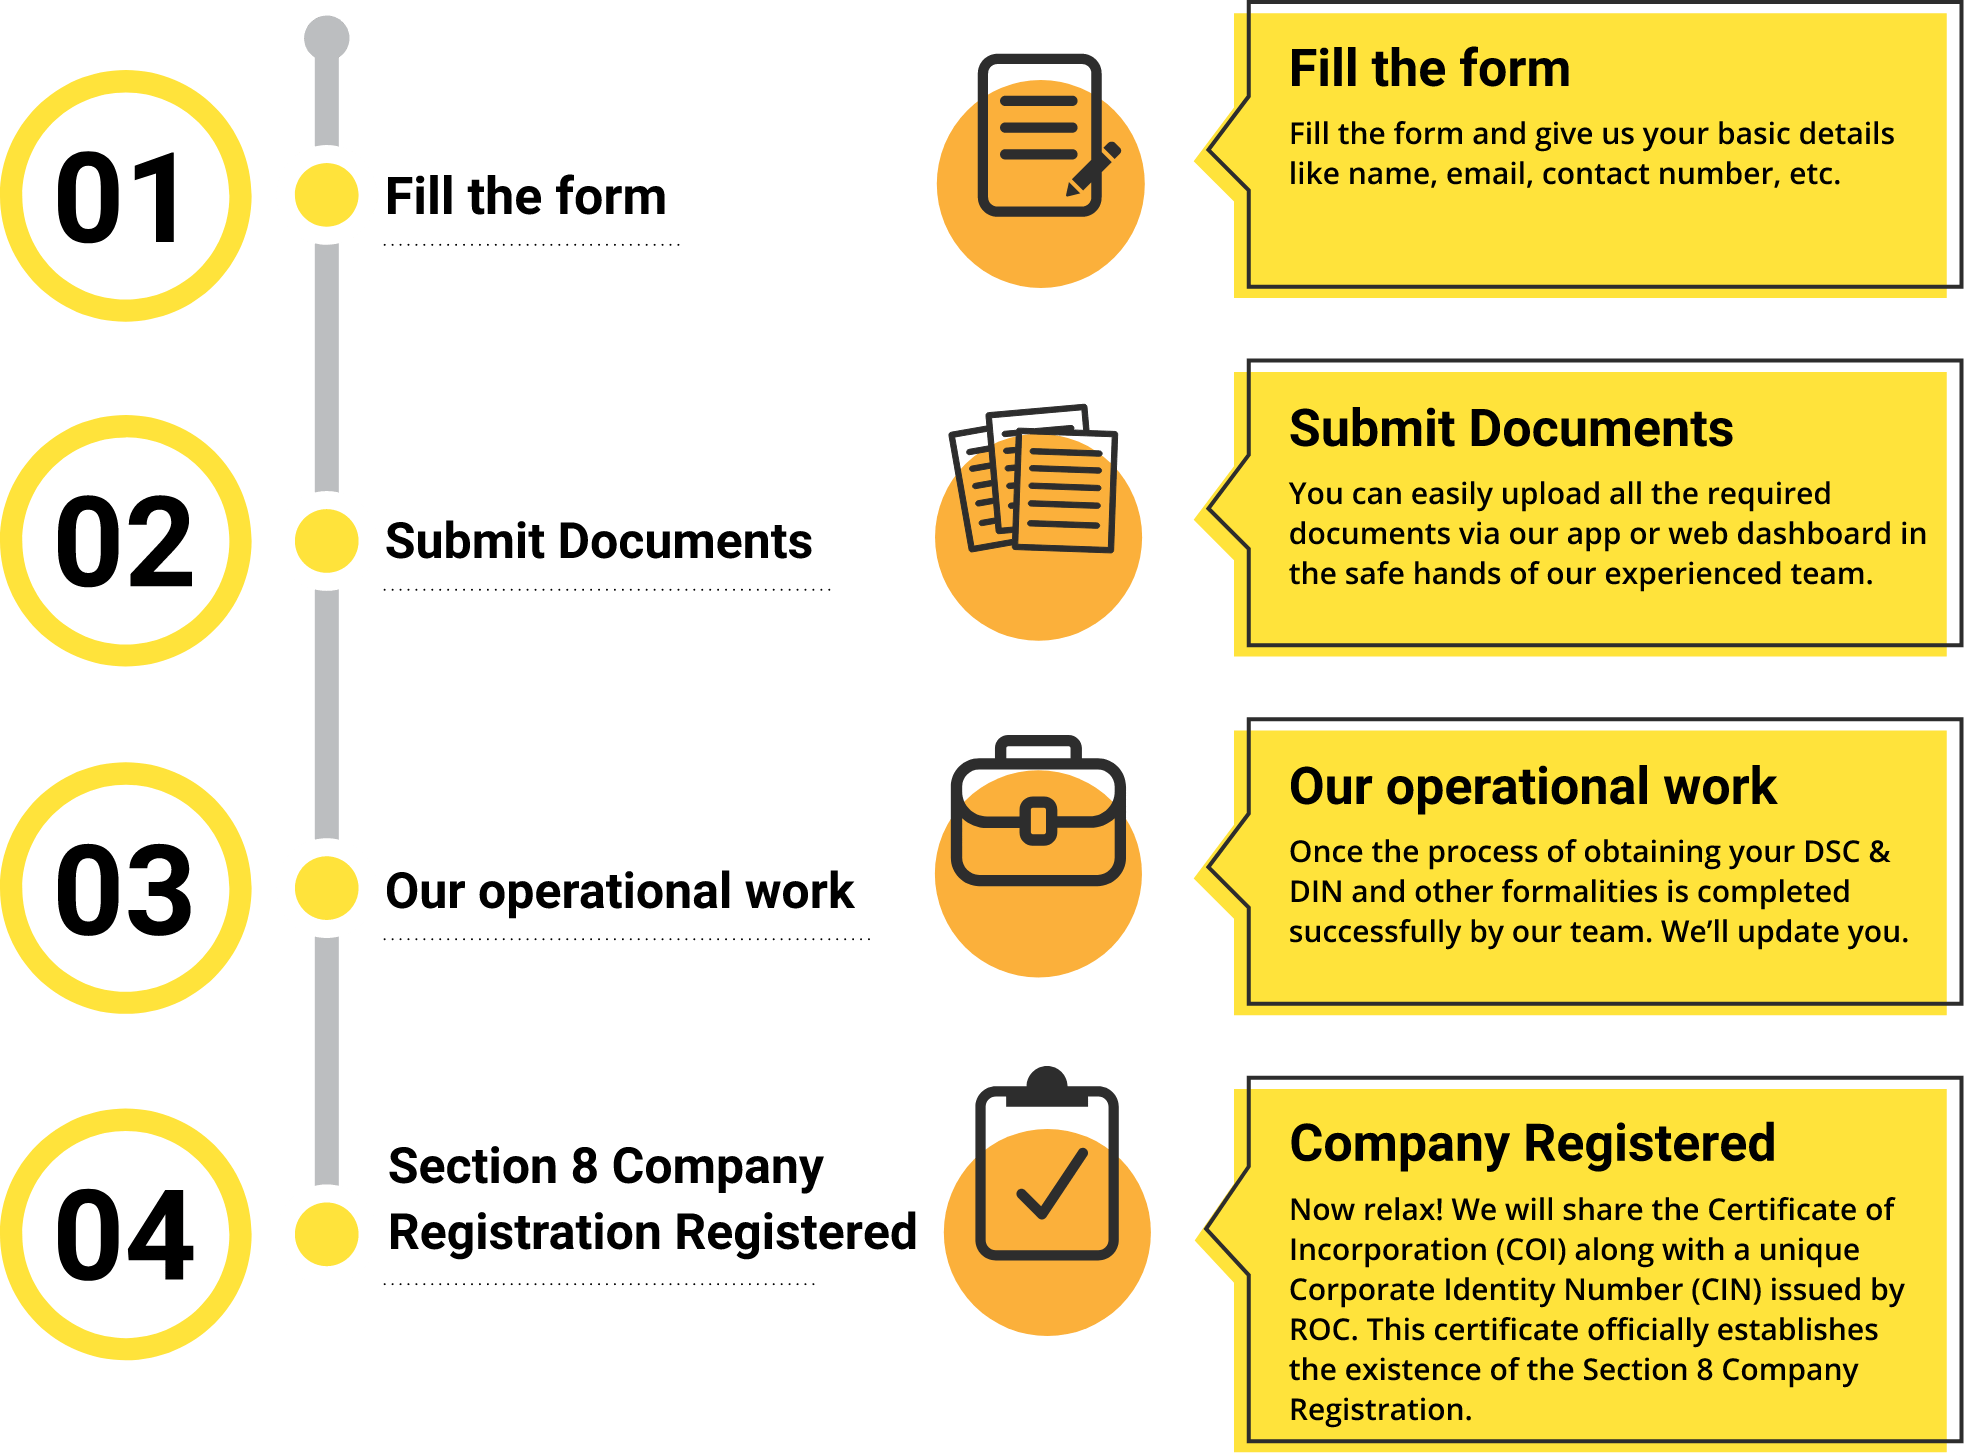 01
Fill the form
Fill the form
Fill the form and give us your basic details
like name, email, contact number, etc.
02
Submit Documents
Submit Documents
You can easily upload all the required
documents via our app or web dashboard in
the safe hands of our experienced team.
03
Our operational work
Our operational work
Once the process of obtaining your DSC &
DIN and other formalities is completed
successfully by our team. We’ll update you.
04
Section 8 Company
Registration Registered
Company Registered
Now relax! We will share the Certificate of
Incorporation (COI) along with a unique
Corporate Identity Number (CIN) issued by
ROC. This certificate officially establishes
the existence of the Section 8 Company
Registration.